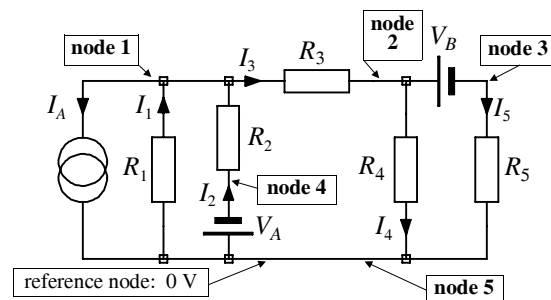 node 1
node 2
V_B
node 3
I_3
R_3
I_A
I_1
R_1
R_2
I_2
node 4
V_A
R_4
I_4
I_5
R_5
reference node: 0 V
node 5